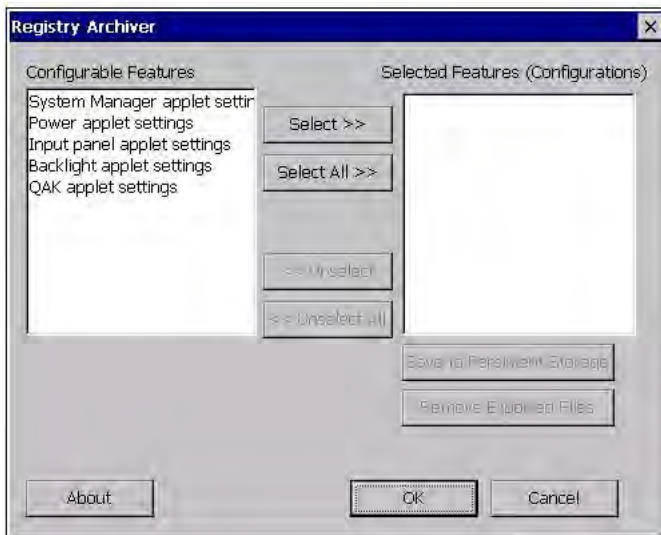 Registry Archiver
Configurable Features
Selected Features (Configurations)
System Manager applet settir
Power applet settings
Input panel applet settings
Backlight applet settings
QAK applet settings
Select >>
Select All >>
<< Unselect
<< Unselect All
Save to Persistent Storage
Remove Exported Files
About
OK
Cancel